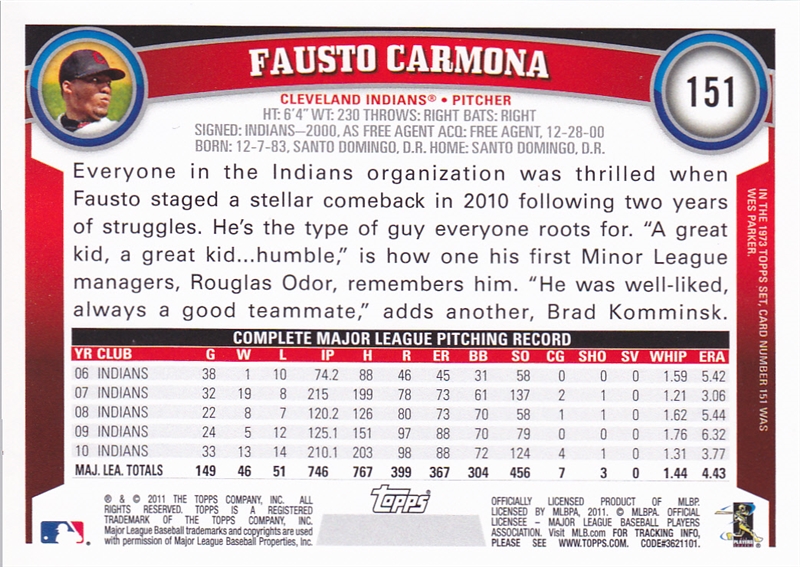 FAUSTO CARMONA
151
CLEVELAND INDIANS® • PITCHER
HT: 6'4" WT: 230 THROWS: RIGHT BATS: RIGHT
SIGNED: INDIANS—2000, AS FREE AGENT ACQ: FREE AGENT, 12-28-00
BORN: 12-7-83, SANTO DOMINGO, D.R. HOME: SANTO DOMINGO, D.R.
Everyone in the Indians organization was thrilled when
Fausto staged a stellar comeback in 2010 following two years
of struggles. He's the type of guy everyone roots for. "A great
kid, a great kid...humble," is how one his first Minor League
managers, Rouglas Odor, remembers him. "He was well-liked,
always a good teammate," adds another, Brad Komminsk.
IN THE 1973 TOPPS SET, CARD NUMBER 151 WAS
WES PARKER.
COMPLETE MAJOR LEAGUE PITCHING RECORD
YR CLUB G W L IP H R ER BB SO CG SHO SV WHIP ERA
06 INDIANS 38 1 10 74.2 88 46 45 31 58 0 0 0 1.59 5.42
07 INDIANS 32 19 8 215 199 78 73 61 137 2 1 0 1.21 3.06
08 INDIANS 22 8 7 120.2 126 80 73 70 58 1 1 0 1.62 5.44
09 INDIANS 24 5 12 125.1 151 97 88 70 79 0 0 0 1.76 6.32
10 INDIANS 33 13 14 210.1 203 98 88 72 124 4 1 0 1.31 3.77
MAJ. LEA. TOTALS 149 46 51 746 767 399 367 304 456 7 3 0 1.44 4.43
® & © 2011 THE TOPPS COMPANY, INC. ALL
RIGHTS RESERVED. TOPPS IS A REGISTERED
TRADEMARK OF THE TOPPS COMPANY, INC.
Major League Baseball trademarks and copyrights are used
with permission of Major League Baseball Properties, Inc.
Topps
OFFICIALLY LICENSED PRODUCT OF MLBP.
LICENSED BY MLBPA, 2011. © MLBPA. OFFICIAL
LICENSEE – MAJOR LEAGUE BASEBALL PLAYERS
ASSOCIATION. Visit MLB.com FOR TRACKING INFO,
PLEASE SEE WWW.TOPPS.COM. CODE#3621101.